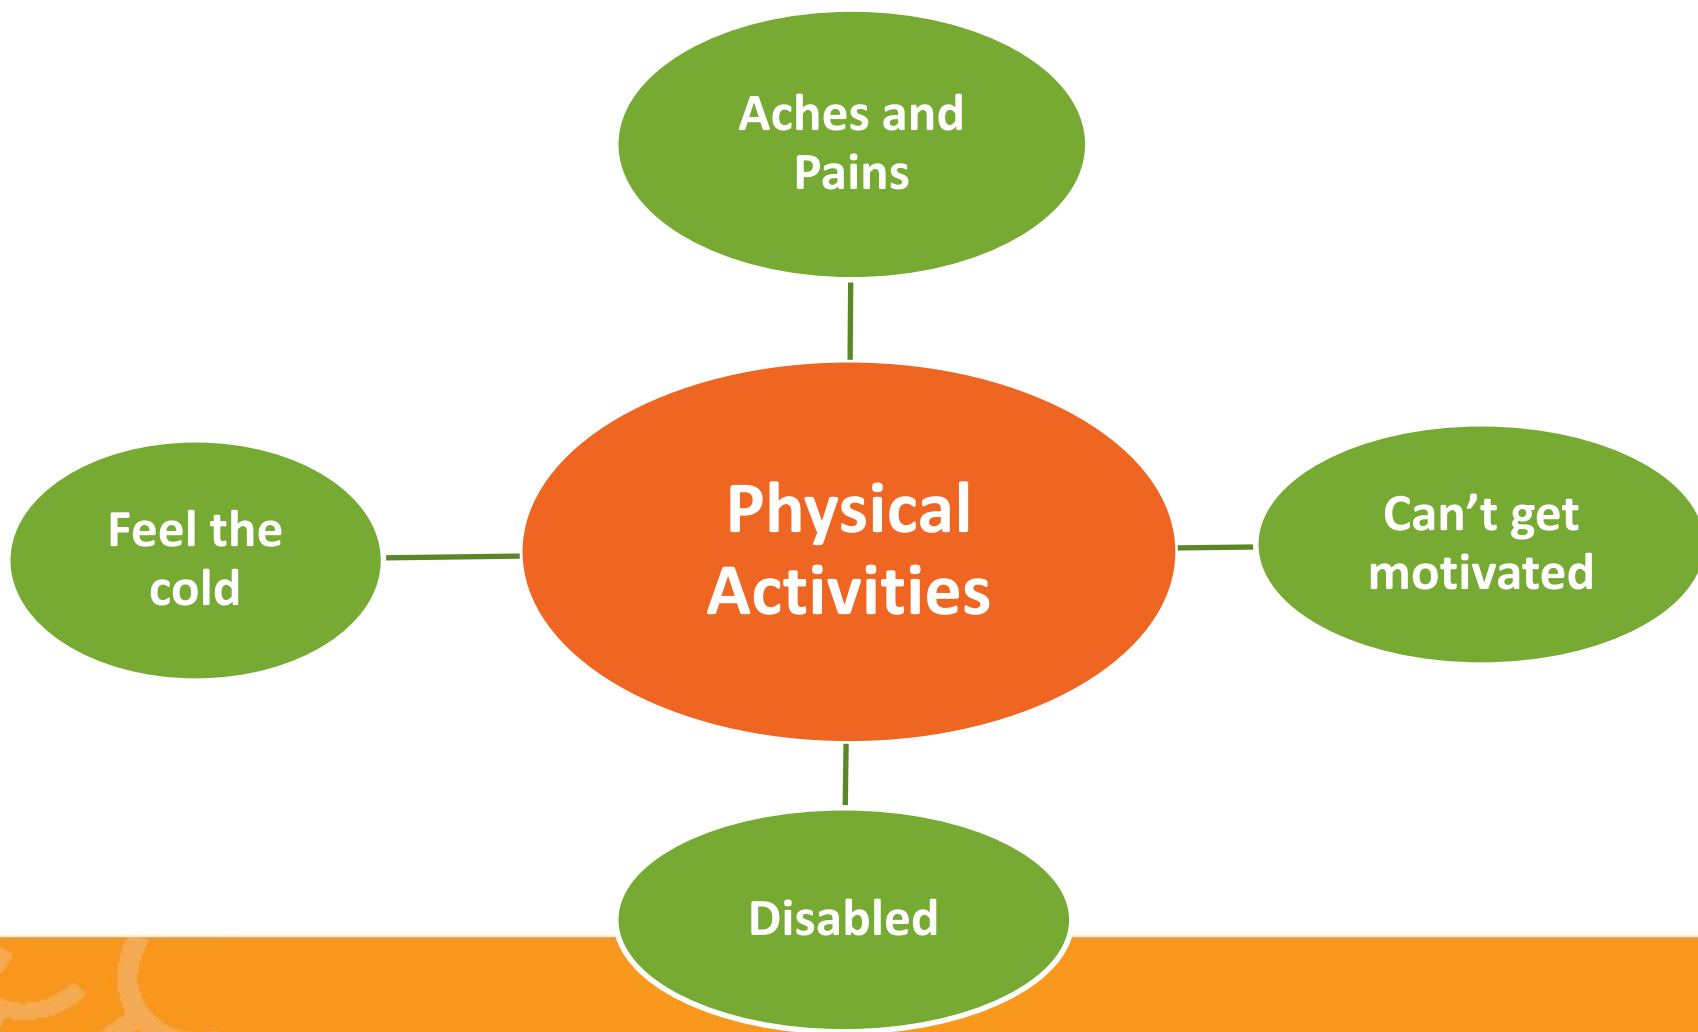 Aches and
Pains
Feel the
cold
Physical
Activities
Can’t get
motivated
Disabled